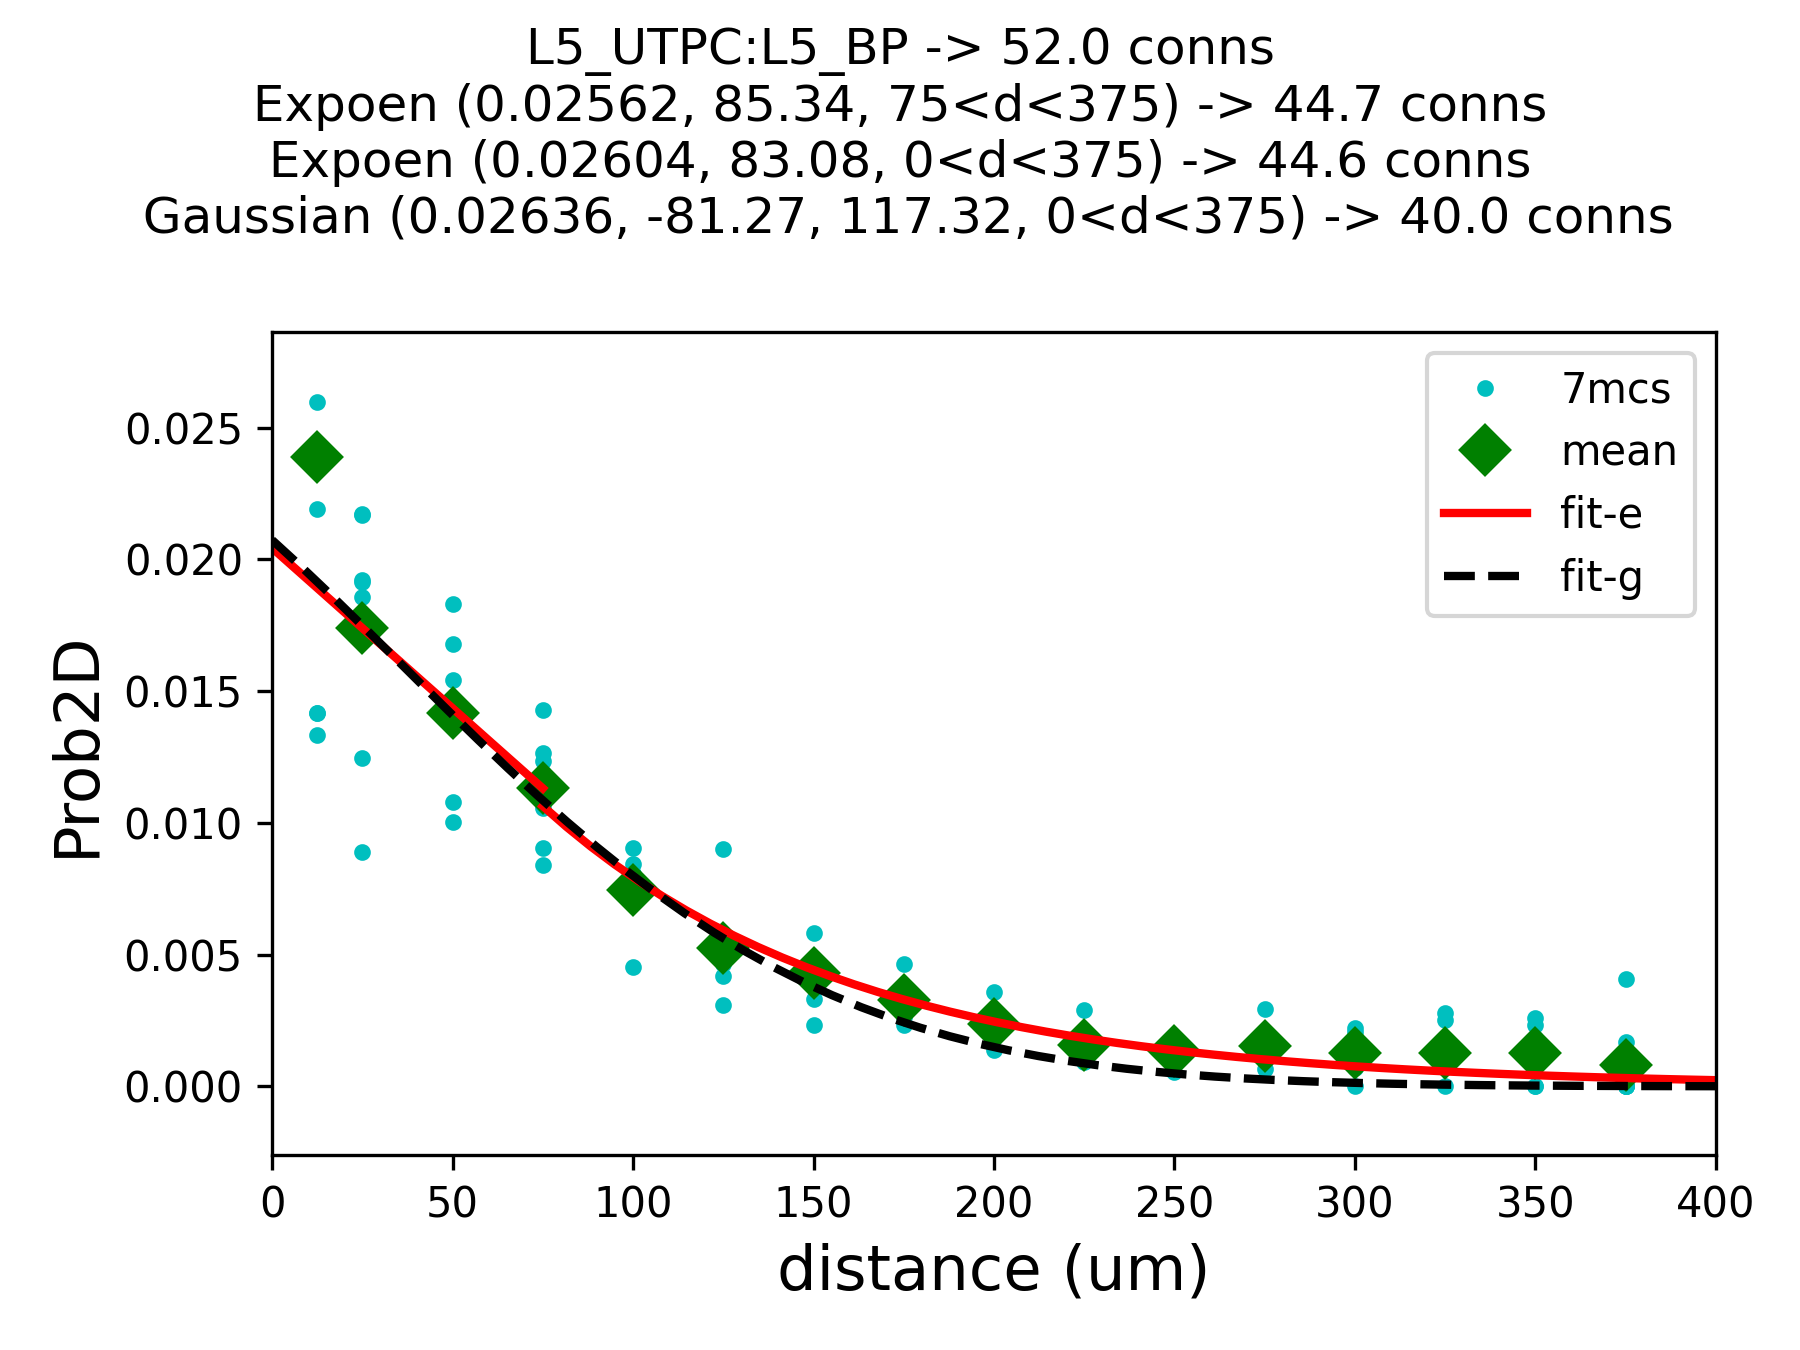 L5_UTPC:L5_BP -> 52.0 conns
Expoen (0.02562, 85.34, 75<d<375) -> 44.7 conns
Expoen (0.02604, 83.08, 0<d<375) -> 44.6 conns
Gaussian (0.02636, -81.27, 117.32, 0<d<375) -> 40.0 conns
7mcs
mean
fit-e
fit-g
Prob2D
0.025
0.020
0.015
0.010
0.005
0.000
0 50 100 150 200 250 300 350 400
distance (um)